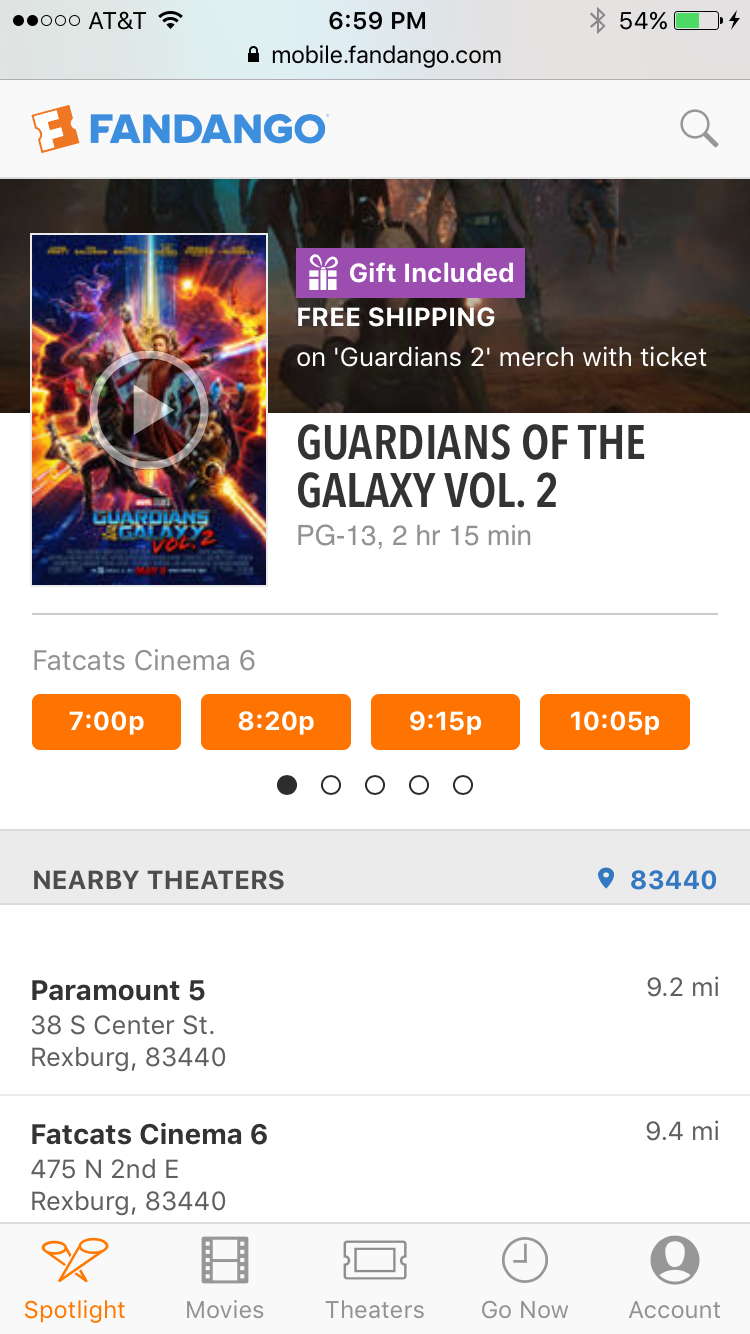 AT&T 6:59 PM 54%
mobile.fandango.com
FANDANGO
Gift Included
FREE SHIPPING
on 'Guardians 2' merch with ticket
GUARDIANS OF THE
GALAXY VOL. 2
PG-13, 2 hr 15 min
GUARDIANS
GALAXY
VOL. 2
Fatcats Cinema 6
7:00p 8:20p 9:15p 10:05p
NEARBY THEATERS 83440
Paramount 5 9.2 mi
38 S Center St.
Rexburg, 83440
Fatcats Cinema 6 9.4 mi
475 N 2nd E
Rexburg, 83440
Spotlight Movies Theaters Go Now Account